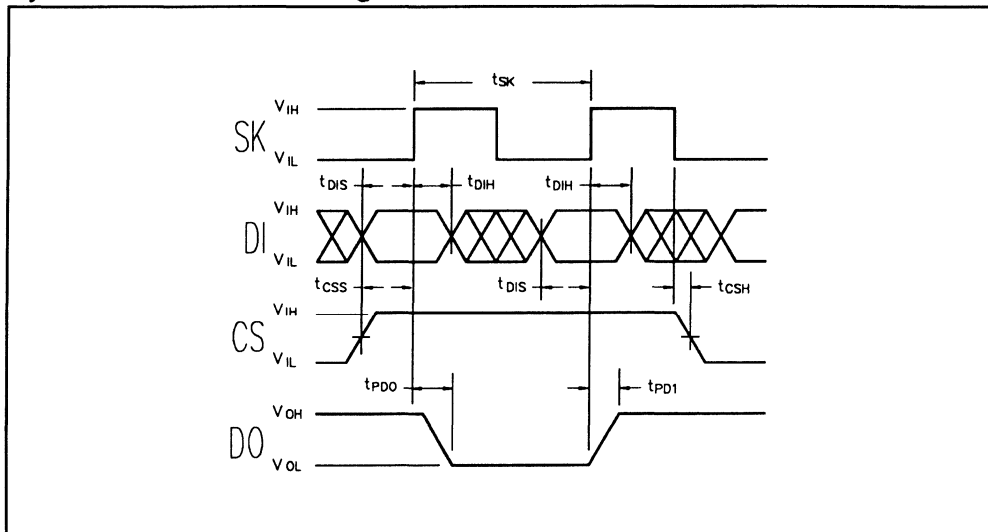 tSK
VIH
SK
VIL
tDIS
tDIH
tDIH
VIH
DI
VIL
tCSS
tDIS
tCSH
VIH
CS
VIL
tPD0
tPD1
VOH
DO
VOL